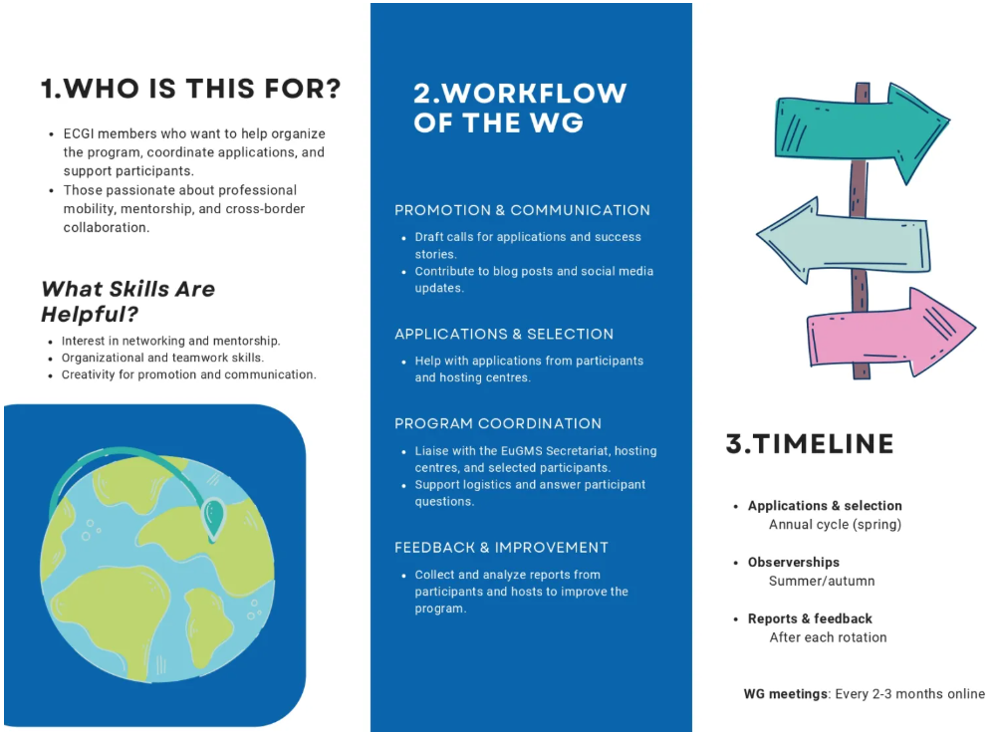 1.WHO IS THIS FOR?
• ECGI members who want to help organize
the program, coordinate applications, and
support participants.
• Those passionate about professional
mobility, mentorship, and cross-border
collaboration.
What Skills Are
Helpful?
• Interest in networking and mentorship.
• Organizational and teamwork skills.
• Creativity for promotion and communication.
2.WORKFLOW
OF THE WG
PROMOTION & COMMUNICATION
• Draft calls for applications and success
stories.
• Contribute to blog posts and social media
updates.
APPLICATIONS & SELECTION
• Help with applications from participants
and hosting centres.
PROGRAM COORDINATION
• Liaise with the EuGMS Secretariat, hosting
centres, and selected participants.
• Support logistics and answer participant
questions.
FEEDBACK & IMPROVEMENT
• Collect and analyze reports from
participants and hosts to improve the
program.
3.TIMELINE
• Applications & selection
Annual cycle (spring)
• Observerships
Summer/autumn
• Reports & feedback
After each rotation
WG meetings: Every 2-3 months online